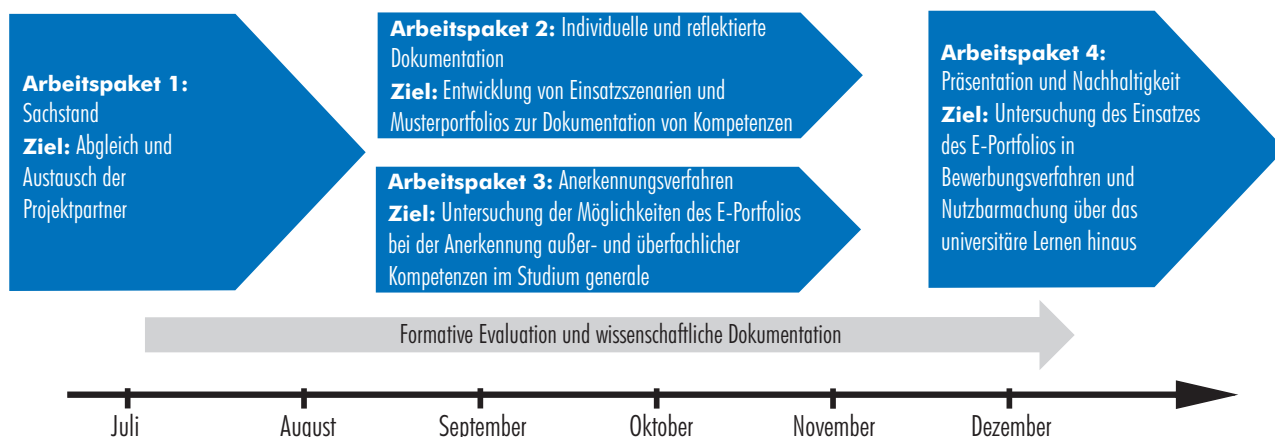 Arbeitspaket 1:
Sachstand
Ziel: Abgleich und
Austausch der
Projektpartner
Arbeitspaket 2: Individuelle und reflektierte
Dokumentation
Ziel: Entwicklung von Einsatzszenarien und
Musterportfolios zur Dokumentation von Kompetenzen
Arbeitspaket 3: Anerkennungsverfahren
Ziel: Untersuchung der Möglichkeiten des E-Portfolios
bei der Anerkennung außer- und überfachlicher
Kompetenzen im Studium generale
Arbeitspaket 4:
Präsentation und Nachhaltigkeit
Ziel: Untersuchung des Einsatzes
des E-Portfolios in
Bewerbungsverfahren und
Nutzbarmachung über das
universitäre Lernen hinaus
Formative Evaluation und wissenschaftliche Dokumentation
Juli August September Oktober November Dezember